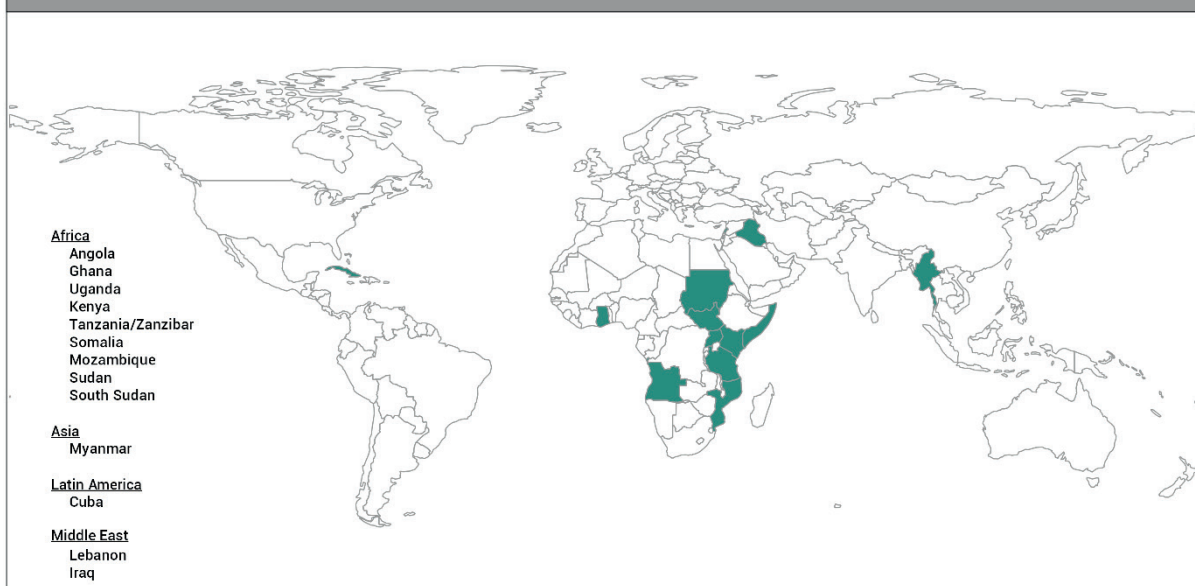 Africa
Angola
Ghana
Uganda
Kenya
Tanzania/Zanzibar
Somalia
Mozambique
Sudan
South Sudan
Asia
Myanmar
Latin America
Cuba
Middle East
Lebanon
Iraq